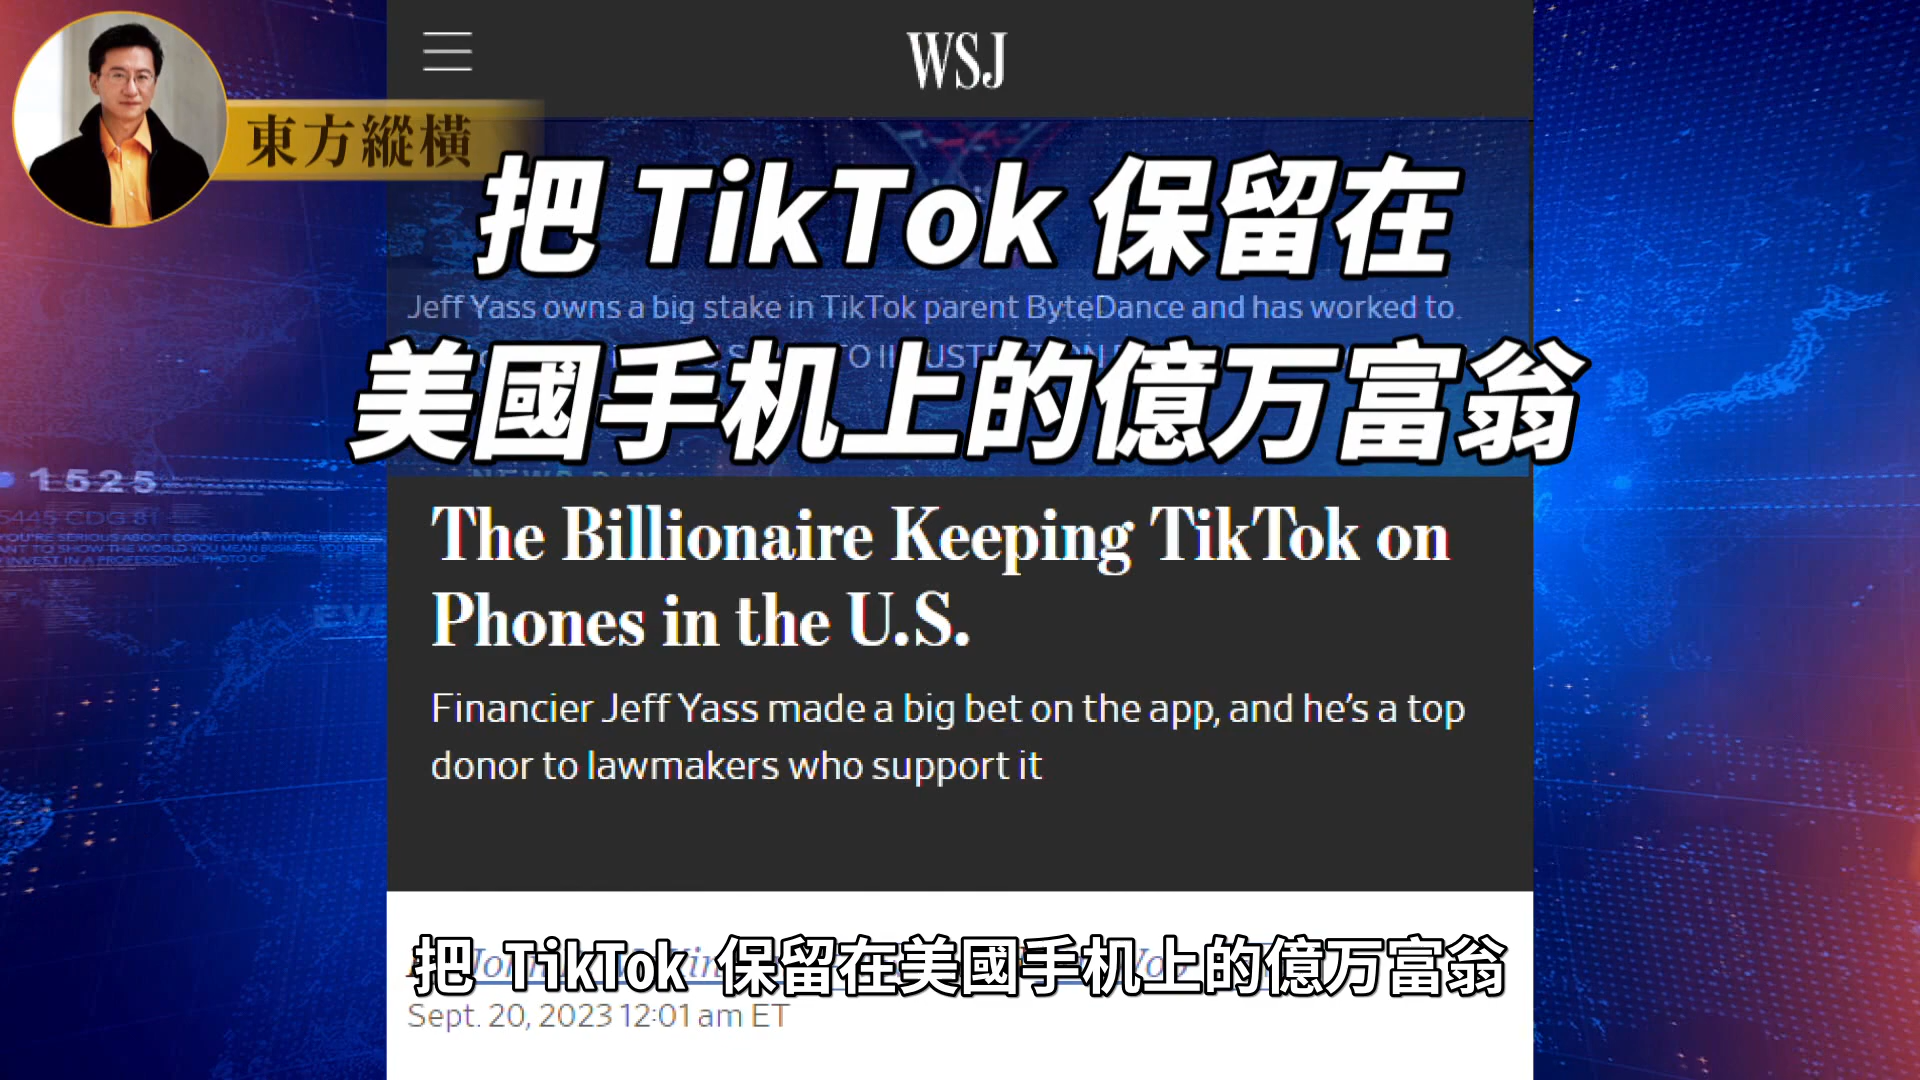 WSJ
東方縱橫
把 TikTok 保留在
Jeff Yass owns a big stake in TikTok parent ByteDance and has worked to
美國手机上的億万富翁
1525
5445 CDG 81
The Billionaire Keeping TikTok on
Phones in the U.S.
Financier Jeff Yass made a big bet on the app, and he's a top
donor to lawmakers who support it
把 TikTok 保留在美國手机上的億万富翁
Sept. 20, 2023 12:01 am ET